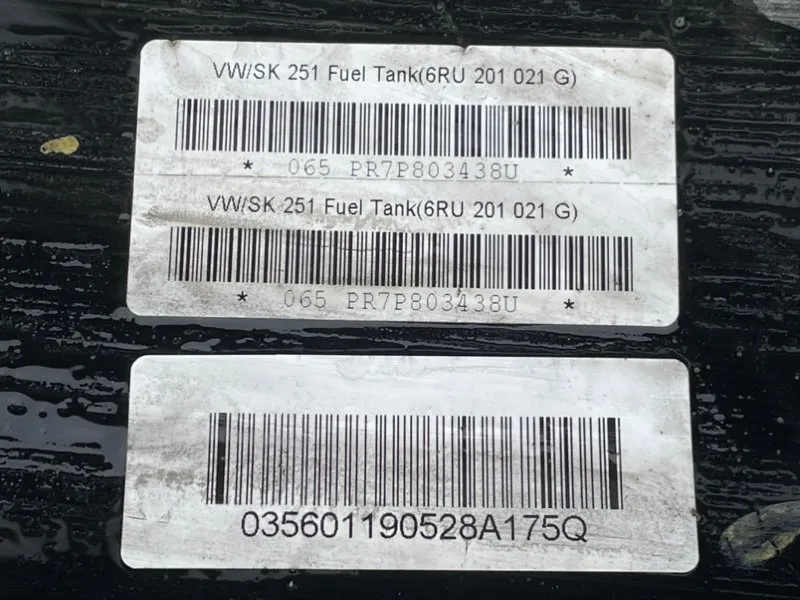 VW/SK 251 Fuel Tank(6RU 201 021 G)
* 065 PR7P803438U *
VW/SK 251 Fuel Tank(6RU 201 021 G)
* 065 PR7P803438U *
035601190528A175Q